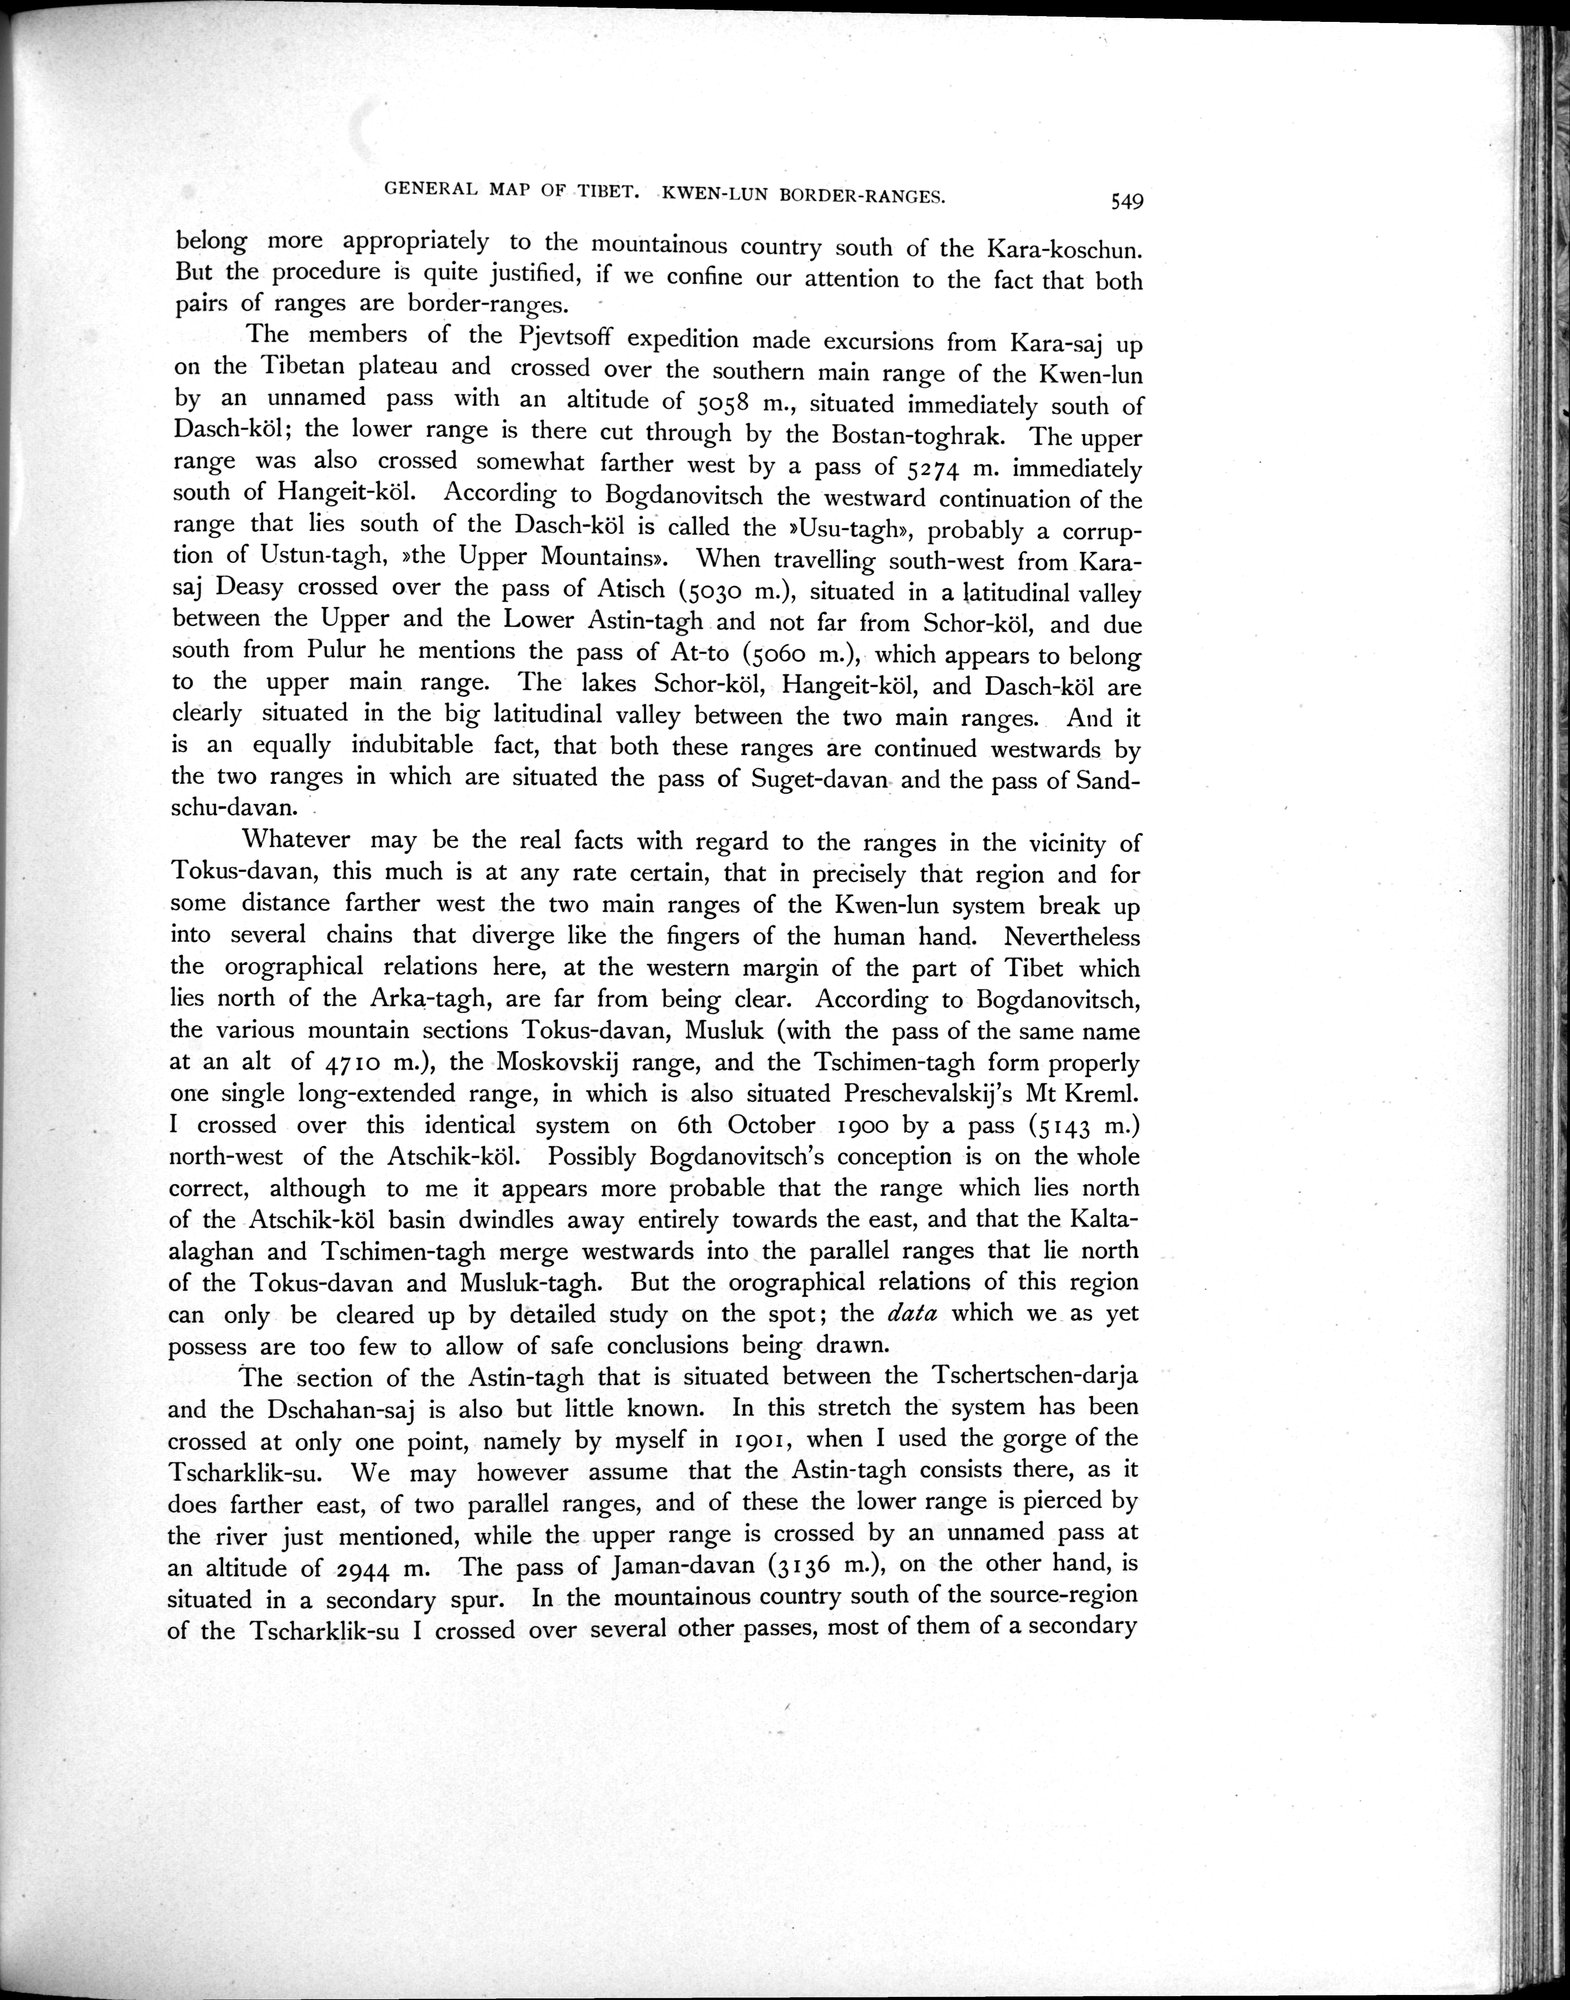 GENERAL MAP OF TIBET. KWEN-LUN BORDER-RANGES. 549
belong more appropriately to the mountainous country south of the Kara-koschun.
But the procedure is quite justified, if we confine our attention to the fact that both
pairs of ranges are border-ranges.
The members of the Pjevtsoff expedition made excursions from Kara-saj up
on the Tibetan plateau and crossed over the southern main range of the Kwen-lun
by an unnamed pass with an altitude of 5058 m., situated immediately south of
Dasch-köl; the lower range is there cut through by the Bostan-toghrak. The upper
range was also crossed somewhat farther west by a pass of 5274 m. immediately
south of Hangeit-köl. According to Bogdanovitsch the westward continuation of the
range that lies south of the Dasch-köl is called the »Usu-tagh», probably a corrup-
tion of Ustun-tagh, »the Upper Mountains». When travelling south-west from Kara-
saj Deasy crossed over the pass of Atisch (5030 m.), situated in a latitudinal valley
between the Upper and the Lower Astin-tagh and not far from Schor-köl, and due
south from Pulur he mentions the pass of At-to (5060 m.), which appears to belong
to the upper main range. The lakes Schor-köl, Hangeit-köl, and Dasch-köl are
clearly situated in the big latitudinal valley between the two main ranges. And it
is an equally indubitable fact, that both these ranges are continued westwards by
the two ranges in which are situated the pass of Suget-davan and the pass of Sand-
schu-davan.
Whatever may be the real facts with regard to the ranges in the vicinity of
Tokus-davan, this much is at any rate certain, that in precisely that region and for
some distance farther west the two main ranges of the Kwen-lun system break up
into several chains that diverge like the fingers of the human hand. Nevertheless
the orographical relations here, at the western margin of the part of Tibet which
lies north of the Arka-tagh, are far from being clear. According to Bogdanovitsch,
the various mountain sections Tokus-davan, Musluk (with the pass of the same name
at an alt of 4710 m.), the Moskovskij range, and the Tschimen-tagh form properly
one single long-extended range, in which is also situated Preschevalskij's Mt Kreml.
I crossed over this identical system on 6th October 1900 by a pass (5143 m.)
north-west of the Atschik-köl. Possibly Bogdanovitsch's conception is on the whole
correct, although to me it appears more probable that the range which lies north
of the Atschik-köl basin dwindles away entirely towards the east, and that the Kalta-
alaghan and Tschimen-tagh merge westwards into the parallel ranges that lie north
of the Tokus-davan and Musluk-tagh. But the orographical relations of this region
can only be cleared up by detailed study on the spot; the data which we as yet
possess are too few to allow of safe conclusions being drawn.
The section of the Astin-tagh that is situated between the Tschertschen-darja
and the Dschahan-saj is also but little known. In this stretch the system has been
crossed at only one point, namely by myself in 1901, when I used the gorge of the
Tscharklik-su. We may however assume that the Astin-tagh consists there, as it
does farther east, of two parallel ranges, and of these the lower range is pierced by
the river just mentioned, while the upper range is crossed by an unnamed pass at
an altitude of 2944 m. The pass of Jaman-davan (3136 m.), on the other hand, is
situated in a secondary spur. In the mountainous country south of the source-region
of the Tscharklik-su I crossed over several other passes, most of them of a secondary